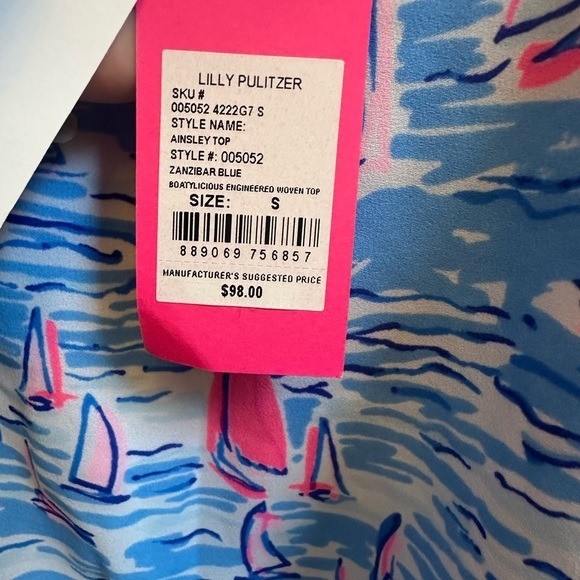 LILLY PULITZER
SKU #
005052 4222G7 S
STYLE NAME:
AINSLEY TOP
STYLE #: 005052
ZANZIBAR BLUE
BOATYLICIOUS ENGINEERED WOVEN TOP
SIZE: S
889069 756857
MANUFACTURER'S SUGGESTED PRICE
$98.00